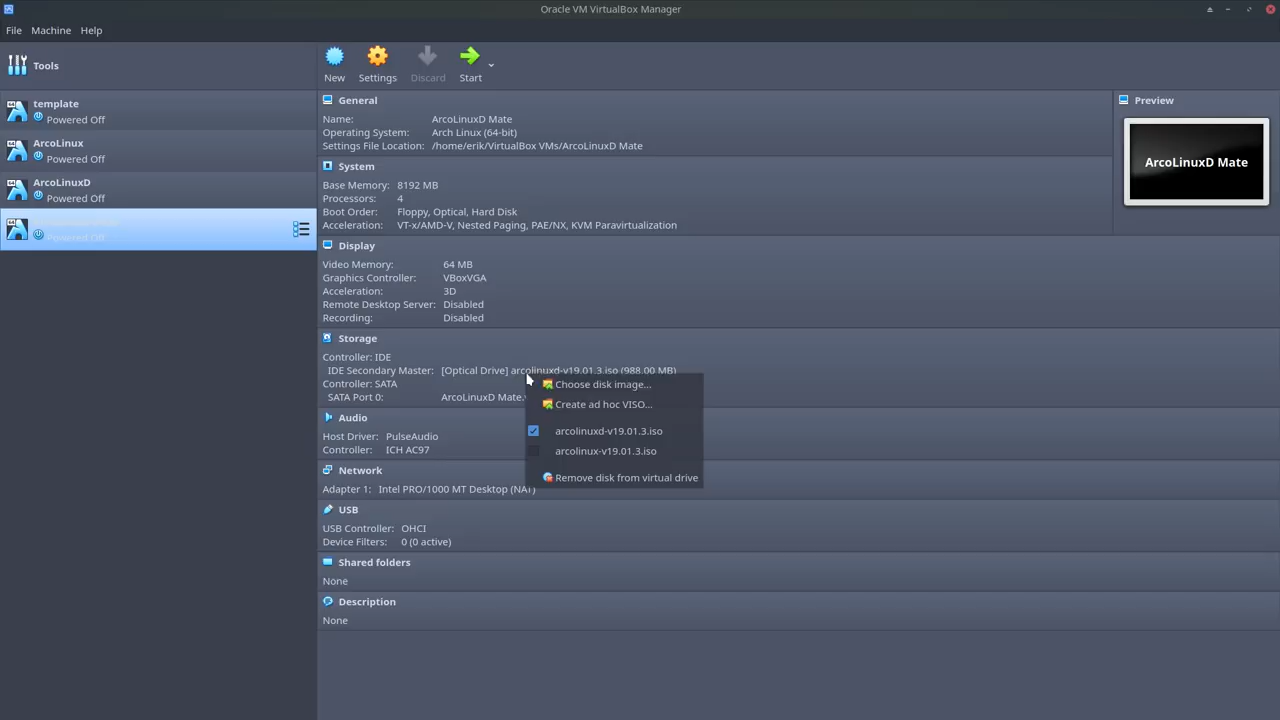 Oracle VM VirtualBox Manager
File Machine Help
Tools
New Settings Discard Start
template
Powered Off
ArcoLinux
Powered Off
ArcoLinuxD
Powered Off
Powered Off
General
Name: ArcoLinuxD Mate
Operating System: Arch Linux (64-bit)
Settings File Location: /home/erik/VirtualBox VMs/ArcoLinuxD Mate
Preview
ArcoLinuxD Mate
System
Base Memory: 8192 MB
Processors: 4
Boot Order: Floppy, Optical, Hard Disk
Acceleration: VT-x/AMD-V, Nested Paging, PAE/NX, KVM Paravirtualization
Display
Video Memory: 64 MB
Graphics Controller: VBoxVGA
Acceleration: 3D
Remote Desktop Server: Disabled
Recording: Disabled
Storage
Controller: IDE
IDE Secondary Master: [Optical Drive] arcolinuxd-v19.01.3.iso (988.00 MB)
Controller: SATA
SATA Port 0: ArcoLinuxD Mate.
Choose disk image...
Create ad hoc VISO...
arcolinuxd-v19.01.3.iso
arcolinux-v19.01.3.iso
Remove disk from virtual drive
Audio
Host Driver: PulseAudio
Controller: ICH AC97
Network
Adapter 1: Intel PRO/1000 MT Desktop (NAT)
USB
USB Controller: OHCI
Device Filters: 0 (0 active)
Shared folders
None
Description
None